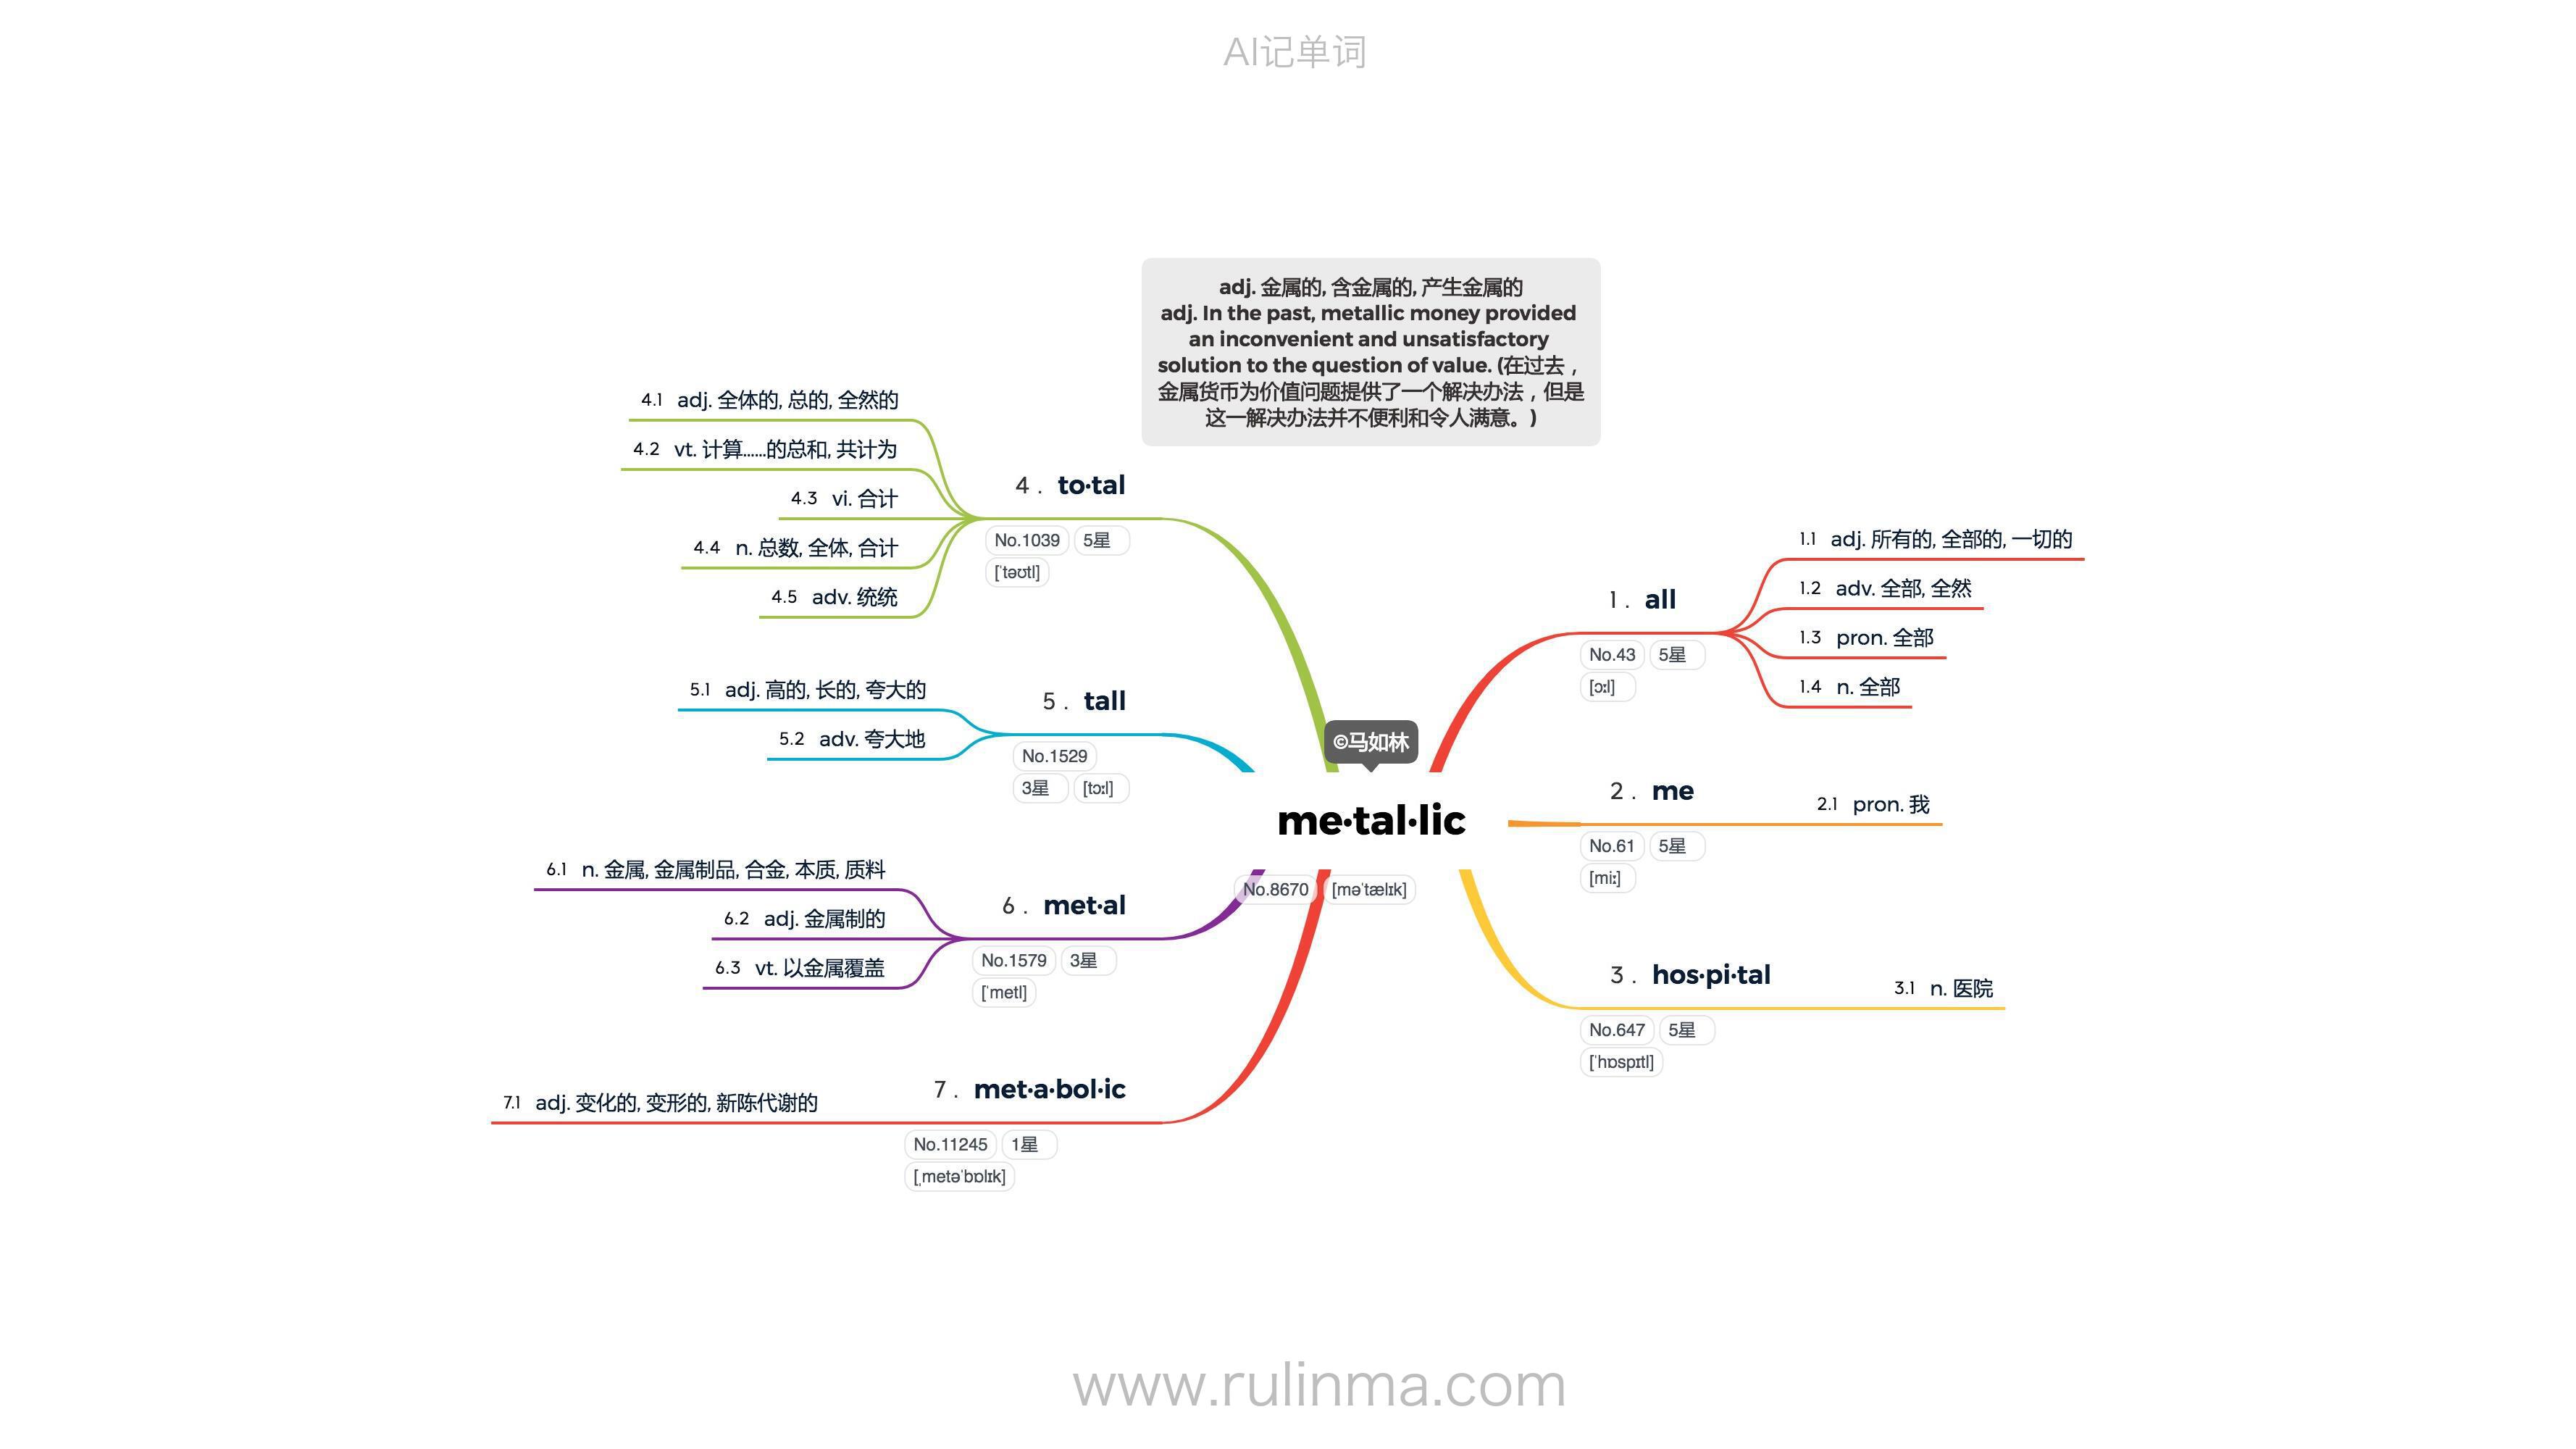 AI记单词
adj. 金属的, 含金属的, 产生金属的
adj. In the past, metallic money provided
an inconvenient and unsatisfactory
solution to the question of value. (在过去，
金属货币为价值问题提供了一个解决办法，但是
这一解决办法并不便利和令人满意。)
©马如林
me·tal·lic
No.8670 [məˈtælɪk]
1. all
No.43 5星
[ɔːl]
1.1 adj. 所有的, 全部的, 一切的
1.2 adv. 全部, 全然
1.3 pron. 全部
1.4 n. 全部
2. me
No.61 5星
[miː]
2.1 pron. 我
3. hos·pi·tal
No.647 5星
[ˈhɒspɪtl]
3.1 n. 医院
4. to·tal
No.1039 5星
[ˈtəʊtl]
4.1 adj. 全体的, 总的, 全然的
4.2 vt. 计算……的总和, 共计为
4.3 vi. 合计
4.4 n. 总数, 全体, 合计
4.5 adv. 统统
5. tall
No.1529
3星 [tɔːl]
5.1 adj. 高的, 长的, 夸大的
5.2 adv. 夸大地
6. met·al
No.1579 3星
[ˈmetl]
6.1 n. 金属, 金属制品, 合金, 本质, 质料
6.2 adj. 金属制的
6.3 vt. 以金属覆盖
7. met·a·bol·ic
No.11245 1星
[ˌmetəˈbɒlɪk]
7.1 adj. 变化的, 变形的, 新陈代谢的
www.rulinma.com